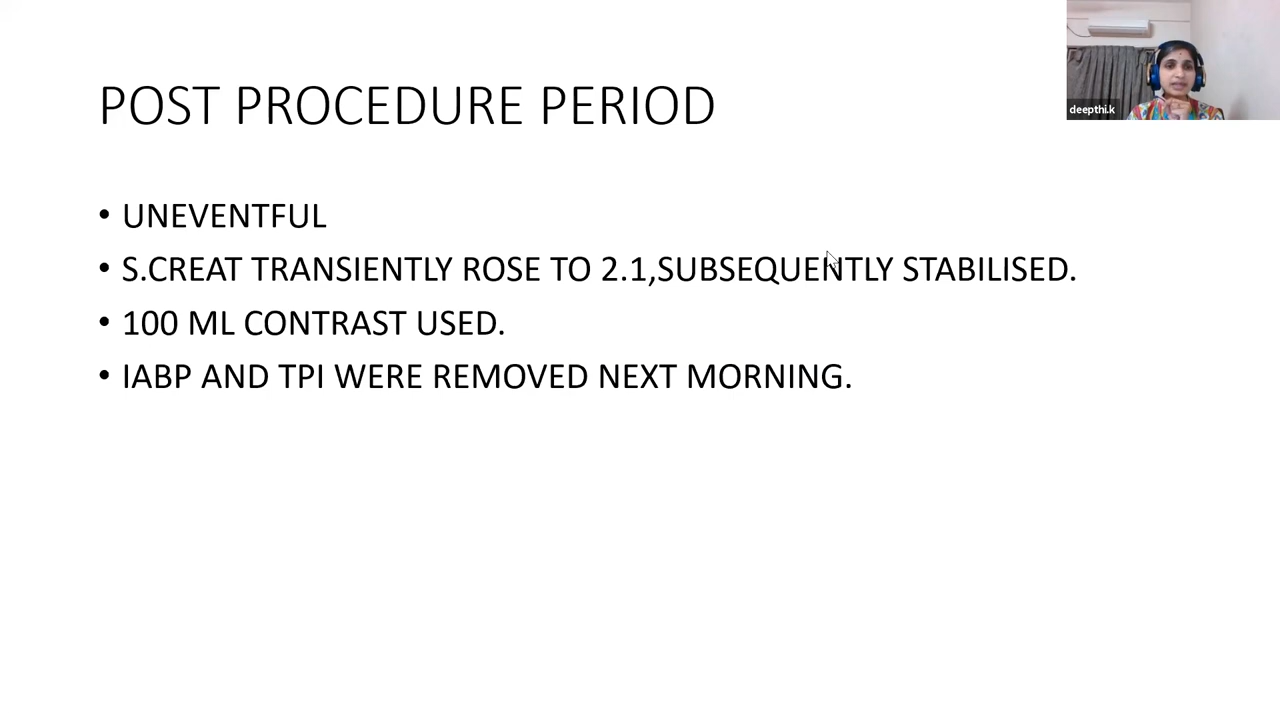 POST PROCEDURE PERIOD
deepthi.k
• UNEVENTFUL
• S.CREAT TRANSIENTLY ROSE TO 2.1,SUBSEQUENTLY STABILISED.
• 100 ML CONTRAST USED.
• IABP AND TPI WERE REMOVED NEXT MORNING.